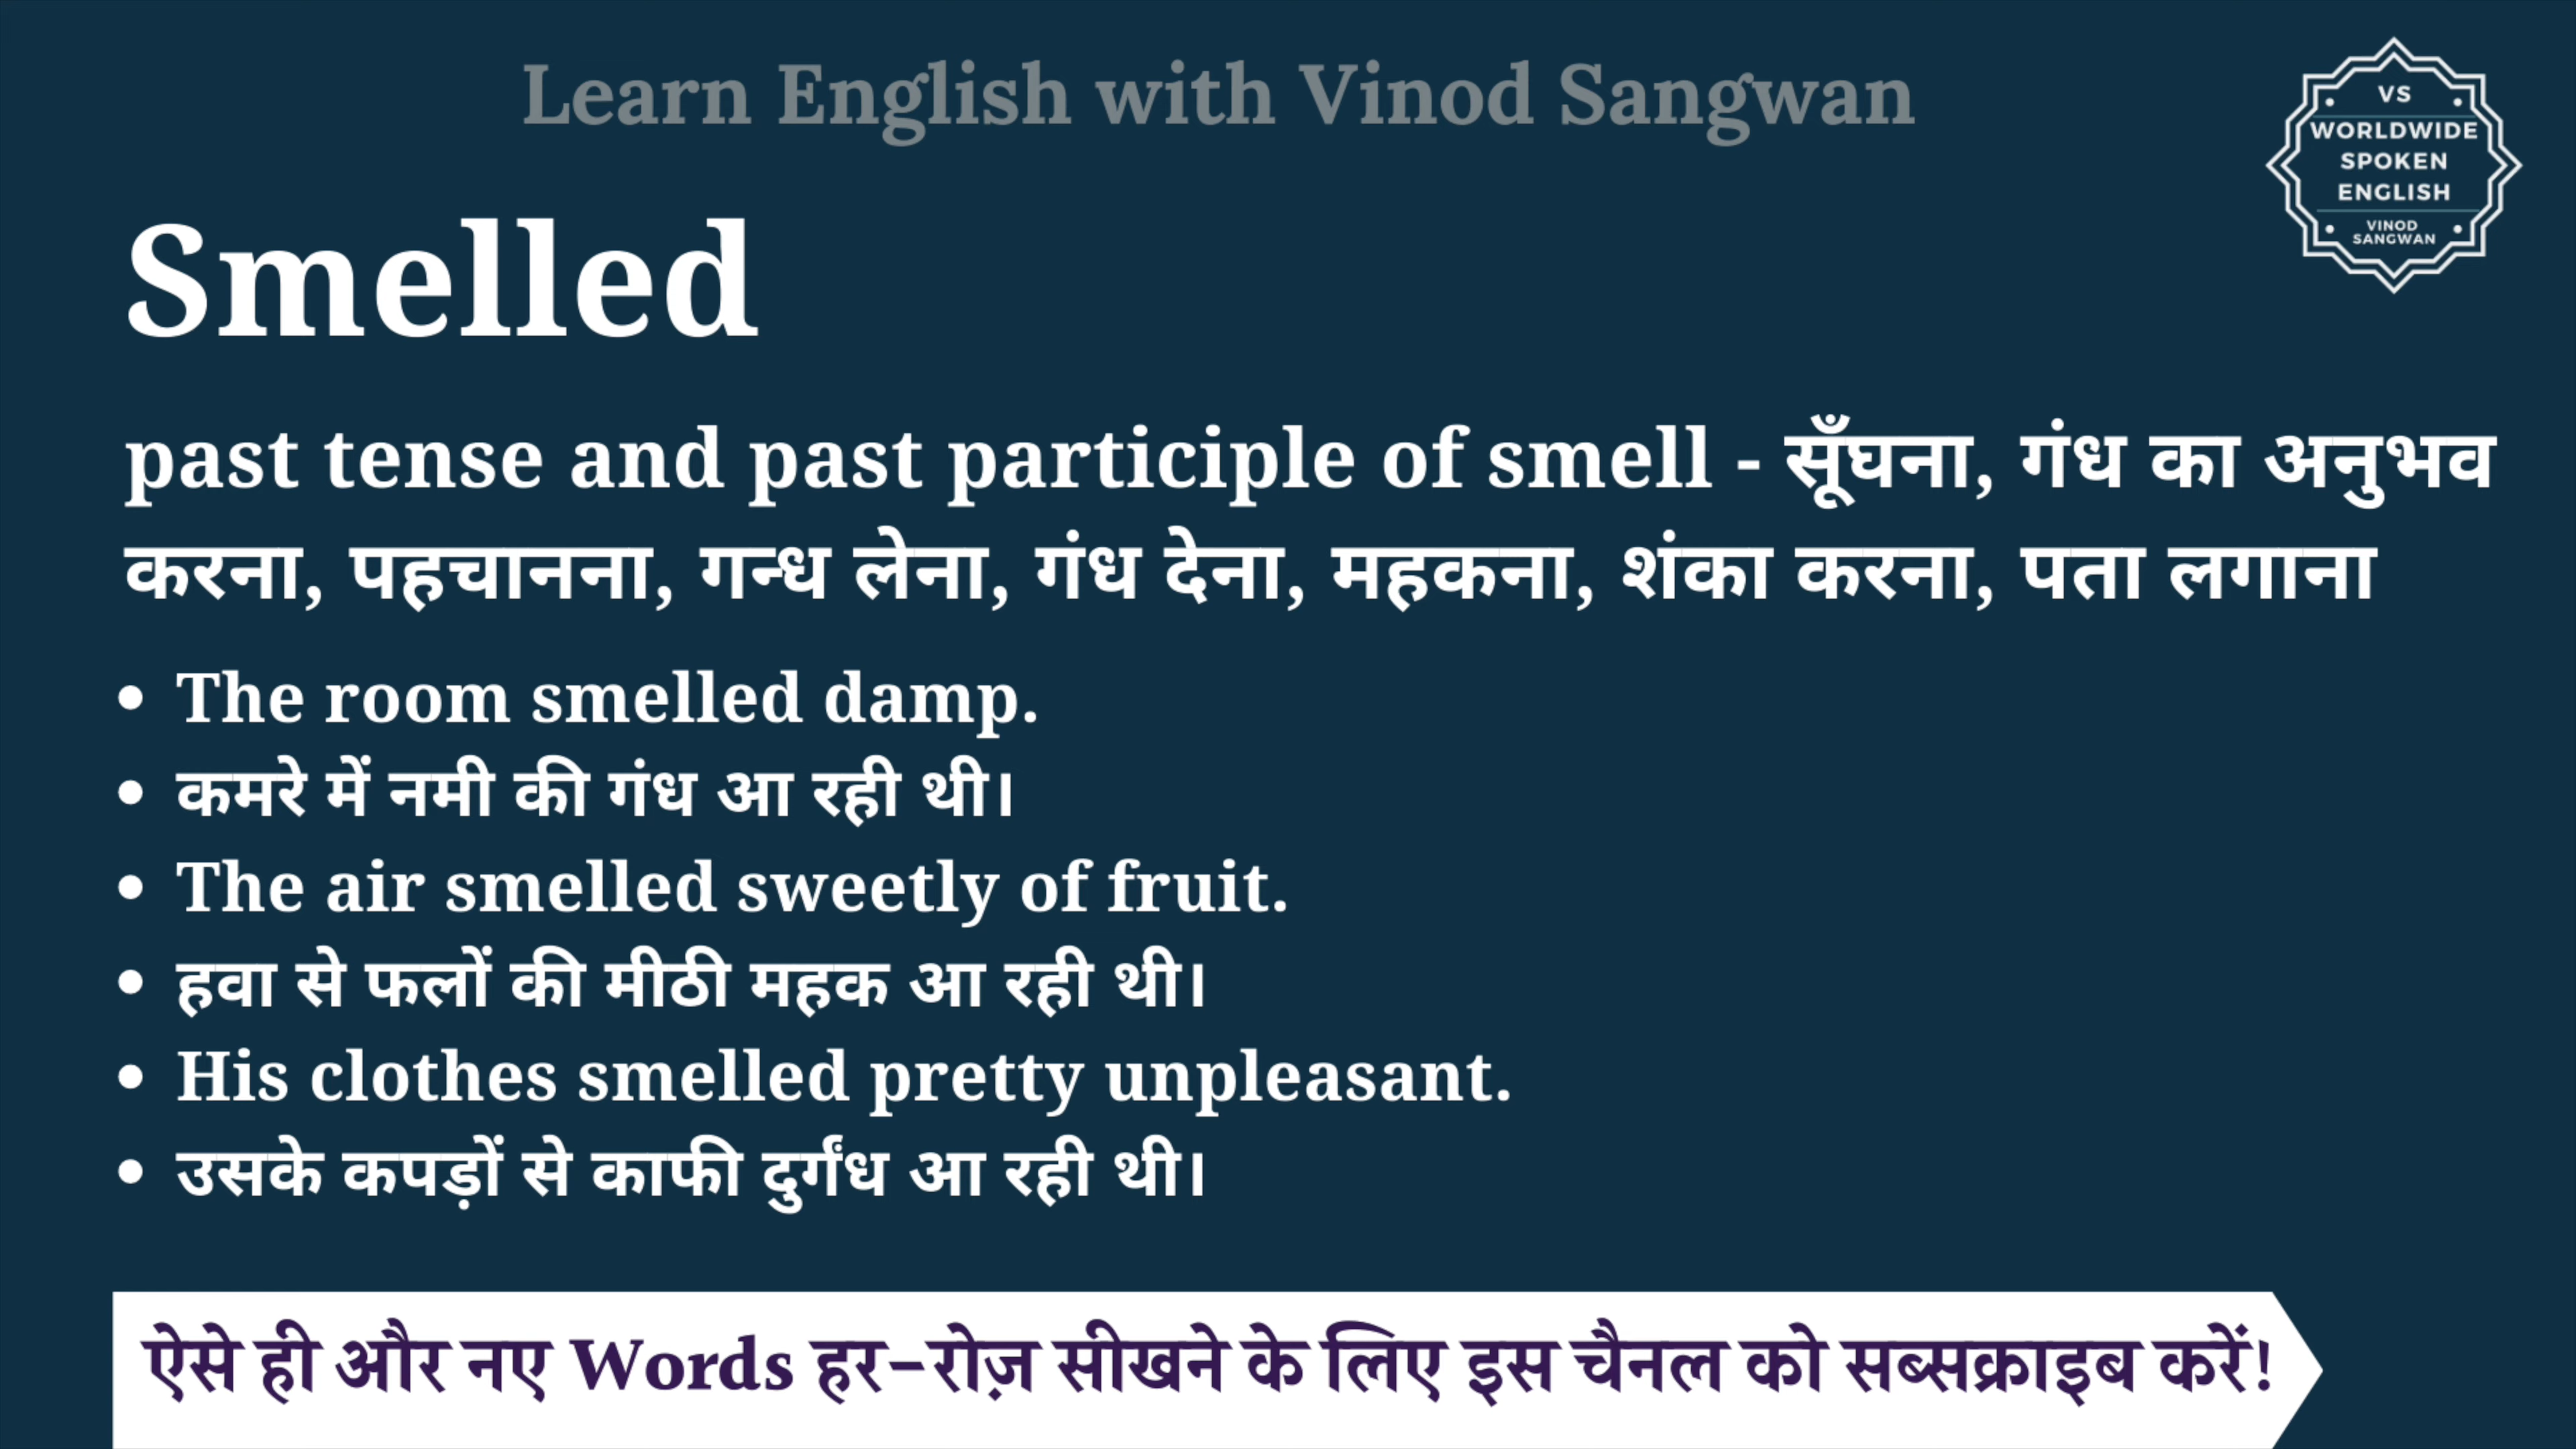 Learn English with Vinod Sangwan
VS
WORLDWIDE
SPOKEN
ENGLISH
VINOD
SANGWAN
Smelled
past tense and past participle of smell - सूँघना, गंध का अनुभव
करना, पहचानना, गन्ध लेना, गंध देना, महकना, शंका करना, पता लगाना
• The room smelled damp.
• कमरे में नमी की गंध आ रही थी।
• The air smelled sweetly of fruit.
• हवा से फलों की मीठी महक आ रही थी।
• His clothes smelled pretty unpleasant.
• उसके कपड़ों से काफी दुर्गंध आ रही थी।
ऐसे ही और नए Words हर-रोज़ सीखने के लिए इस चैनल को सब्सक्राइब करें!